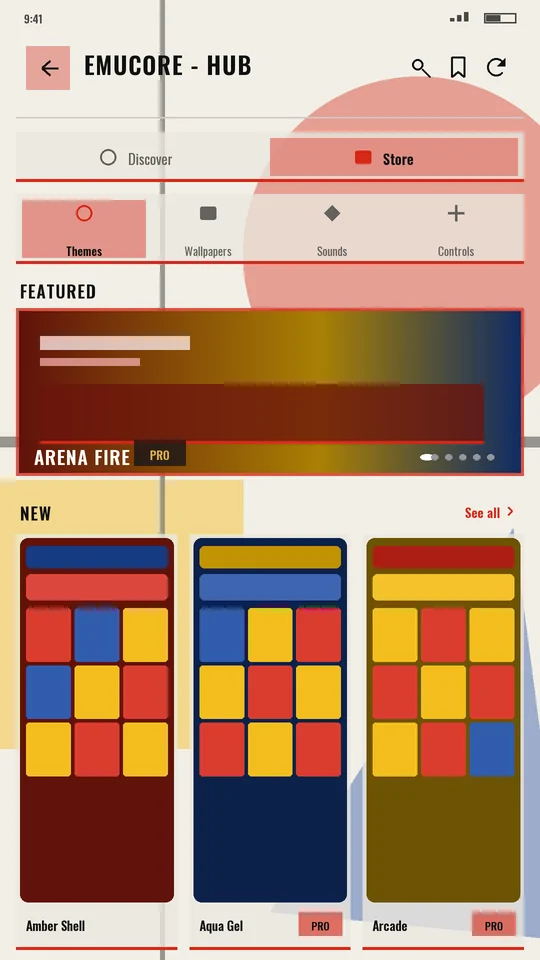 9:41
EMUCORE - HUB
Discover
Store
Themes
Wallpapers
Sounds
Controls
FEATURED
ARENA FIRE
PRO
NEW
See all
Amber Shell
Aqua Gel
PRO
Arcade
PRO